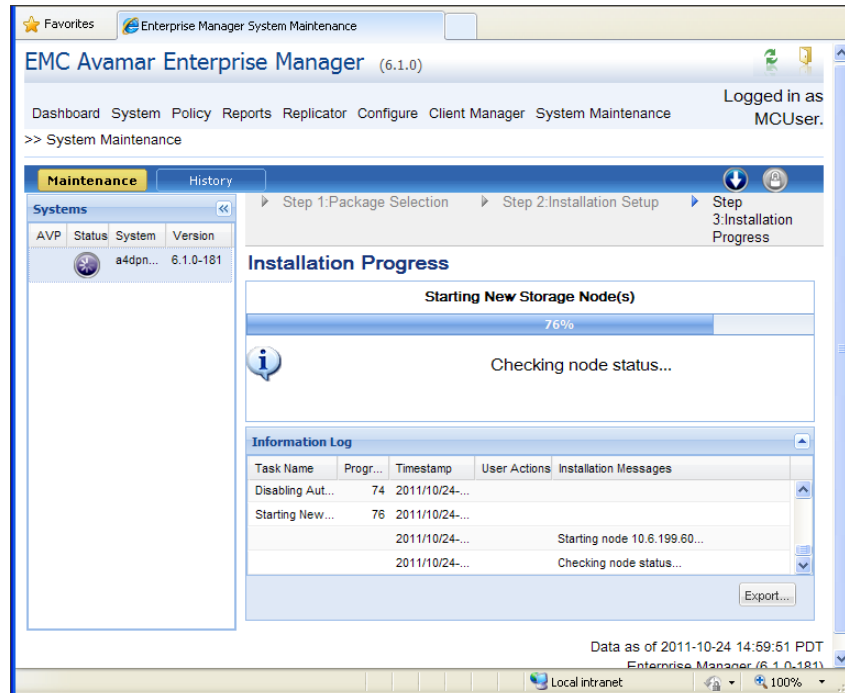 Favorites
Enterprise Manager System Maintenance
EMC Avamar Enterprise Manager (6.1.0)
Logged in as
MCUser.
Dashboard System Policy Reports Replicator Configure Client Manager System Maintenance
>> System Maintenance
Maintenance
History
Systems
AVP Status System Version
a4dpn... 6.1.0-181
Step 1:Package Selection
Step 2:Installation Setup
Step
3:Installation
Progress
Installation Progress
Starting New Storage Node(s)
76%
Checking node status...
Information Log
Task Name Progr... Timestamp User Actions Installation Messages
Disabling Aut... 74 2011/10/24-...
Starting New... 76 2011/10/24-...
2011/10/24-... Starting node 10.6.199.60...
2011/10/24-... Checking node status...
Export...
Data as of 2011-10-24 14:59:51 PDT
Enterprise Manager (6.1.0-181)
Local intranet
100%